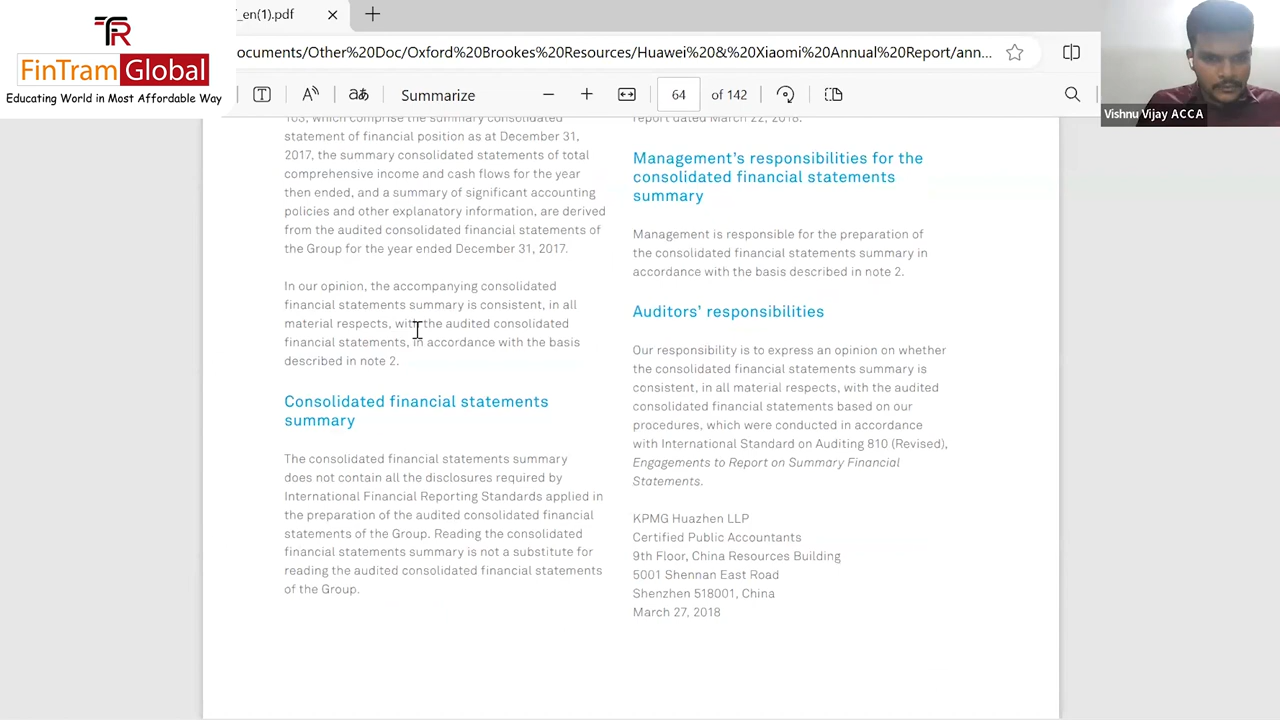 TR
FinTram Global
Educating World in Most Affordable Way
_en(1).pdf
ocuments/Other%20Doc/Oxford%20Brookes%20Resources/Huawei%20&%20Xiaomi%20Annual%20Report/ann...
Summarize
64 of 142
Vishnu Vijay ACCA
103, which comprise the summary consolidated
statement of financial position as at December 31,
2017, the summary consolidated statements of total
comprehensive income and cash flows for the year
then ended, and a summary of significant accounting
policies and other explanatory information, are derived
from the audited consolidated financial statements of
the Group for the year ended December 31, 2017.
In our opinion, the accompanying consolidated
financial statements summary is consistent, in all
material respects, with the audited consolidated
financial statements, in accordance with the basis
described in note 2.
Consolidated financial statements
summary
The consolidated financial statements summary
does not contain all the disclosures required by
International Financial Reporting Standards applied in
the preparation of the audited consolidated financial
statements of the Group. Reading the consolidated
financial statements summary is not a substitute for
reading the audited consolidated financial statements
of the Group.
report dated March 22, 2018.
Management's responsibilities for the
consolidated financial statements
summary
Management is responsible for the preparation of
the consolidated financial statements summary in
accordance with the basis described in note 2.
Auditors' responsibilities
Our responsibility is to express an opinion on whether
the consolidated financial statements summary is
consistent, in all material respects, with the audited
consolidated financial statements based on our
procedures, which were conducted in accordance
with International Standard on Auditing 810 (Revised),
Engagements to Report on Summary Financial
Statements.
KPMG Huazhen LLP
Certified Public Accountants
9th Floor, China Resources Building
5001 Shennan East Road
Shenzhen 518001, China
March 27, 2018